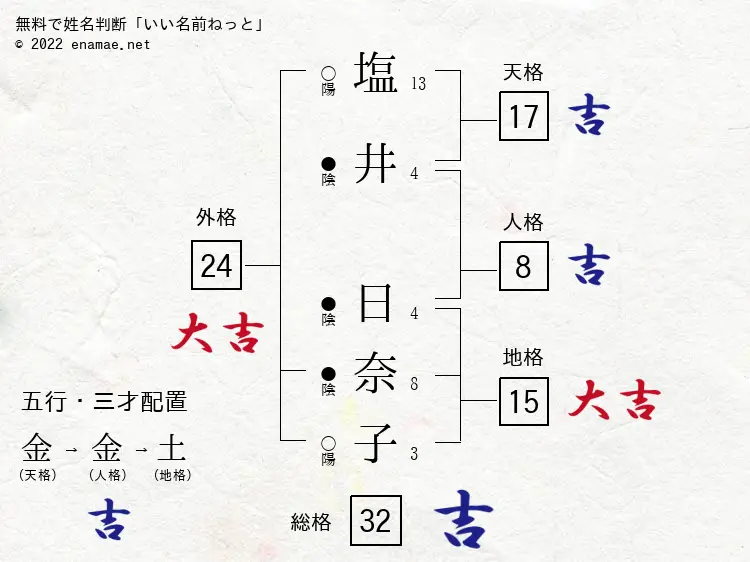 無料で姓名判断「いい名前ねっと」
© 2022 enamae.net
○
陽
塩
13
天格
17
吉
●
陰
井
4
外格
24
大吉
人格
8
吉
●
陰
日
4
●
陰
奈
8
地格
15
大吉
○
陽
子
3
五行・三才配置
金→金→土
(天格) (人格) (地格)
吉
総格
32
吉